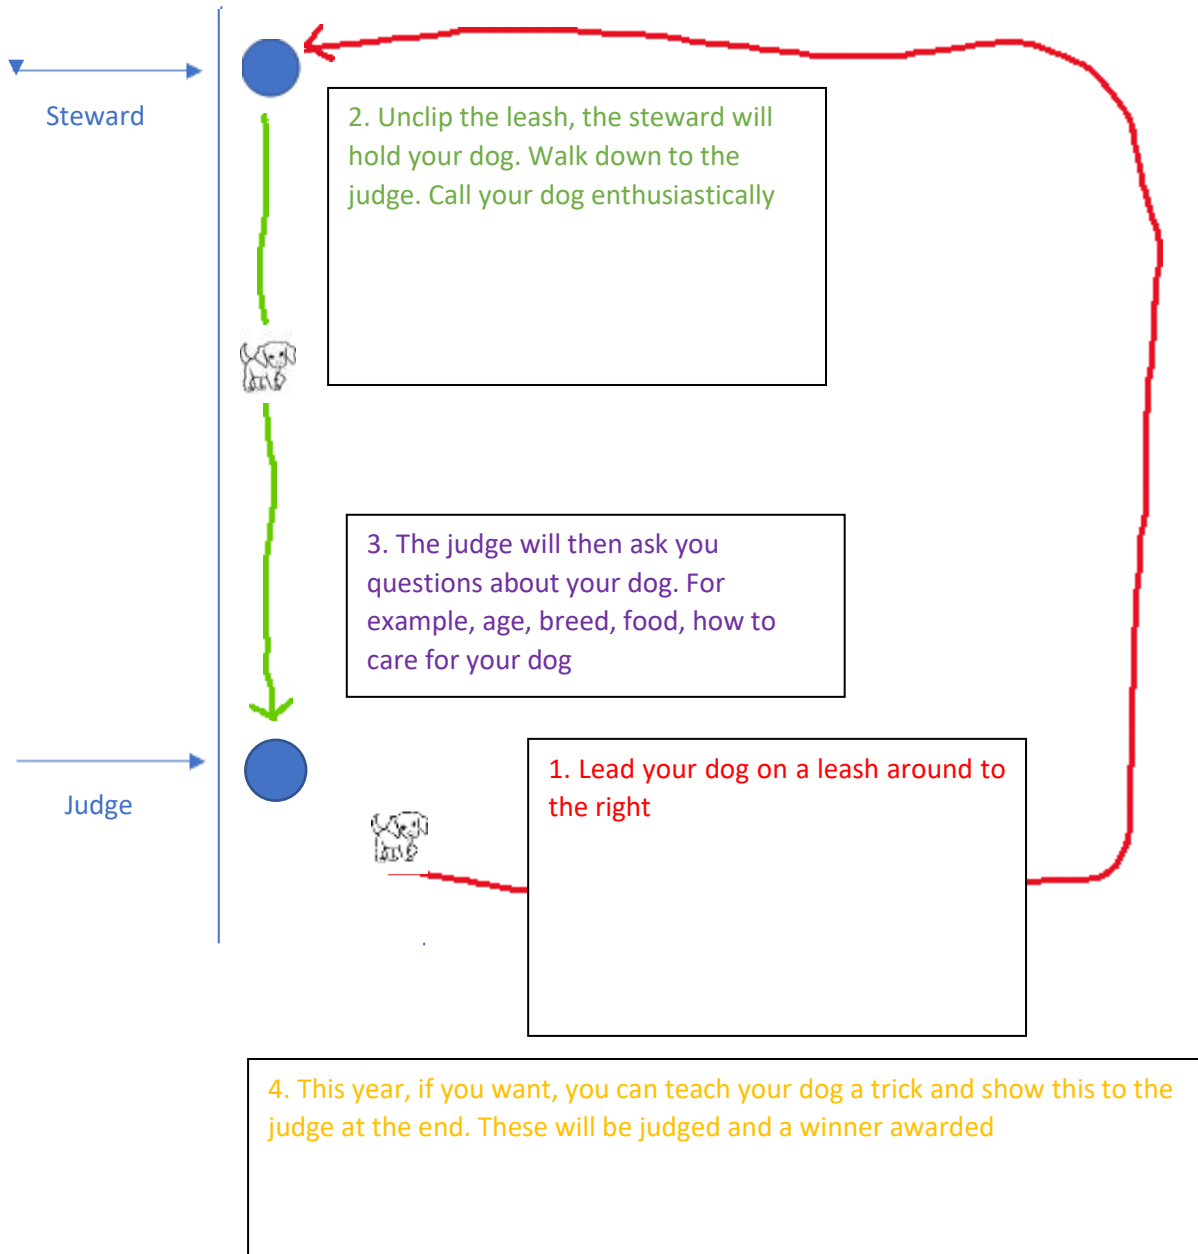 Steward
2. Unclip the leash, the steward will
hold your dog. Walk down to the
judge. Call your dog enthusiastically
3. The judge will then ask you
questions about your dog. For
example, age, breed, food, how to
care for your dog
Judge
1. Lead your dog on a leash around to
the right
4. This year, if you want, you can teach your dog a trick and show this to the
judge at the end. These will be judged and a winner awarded